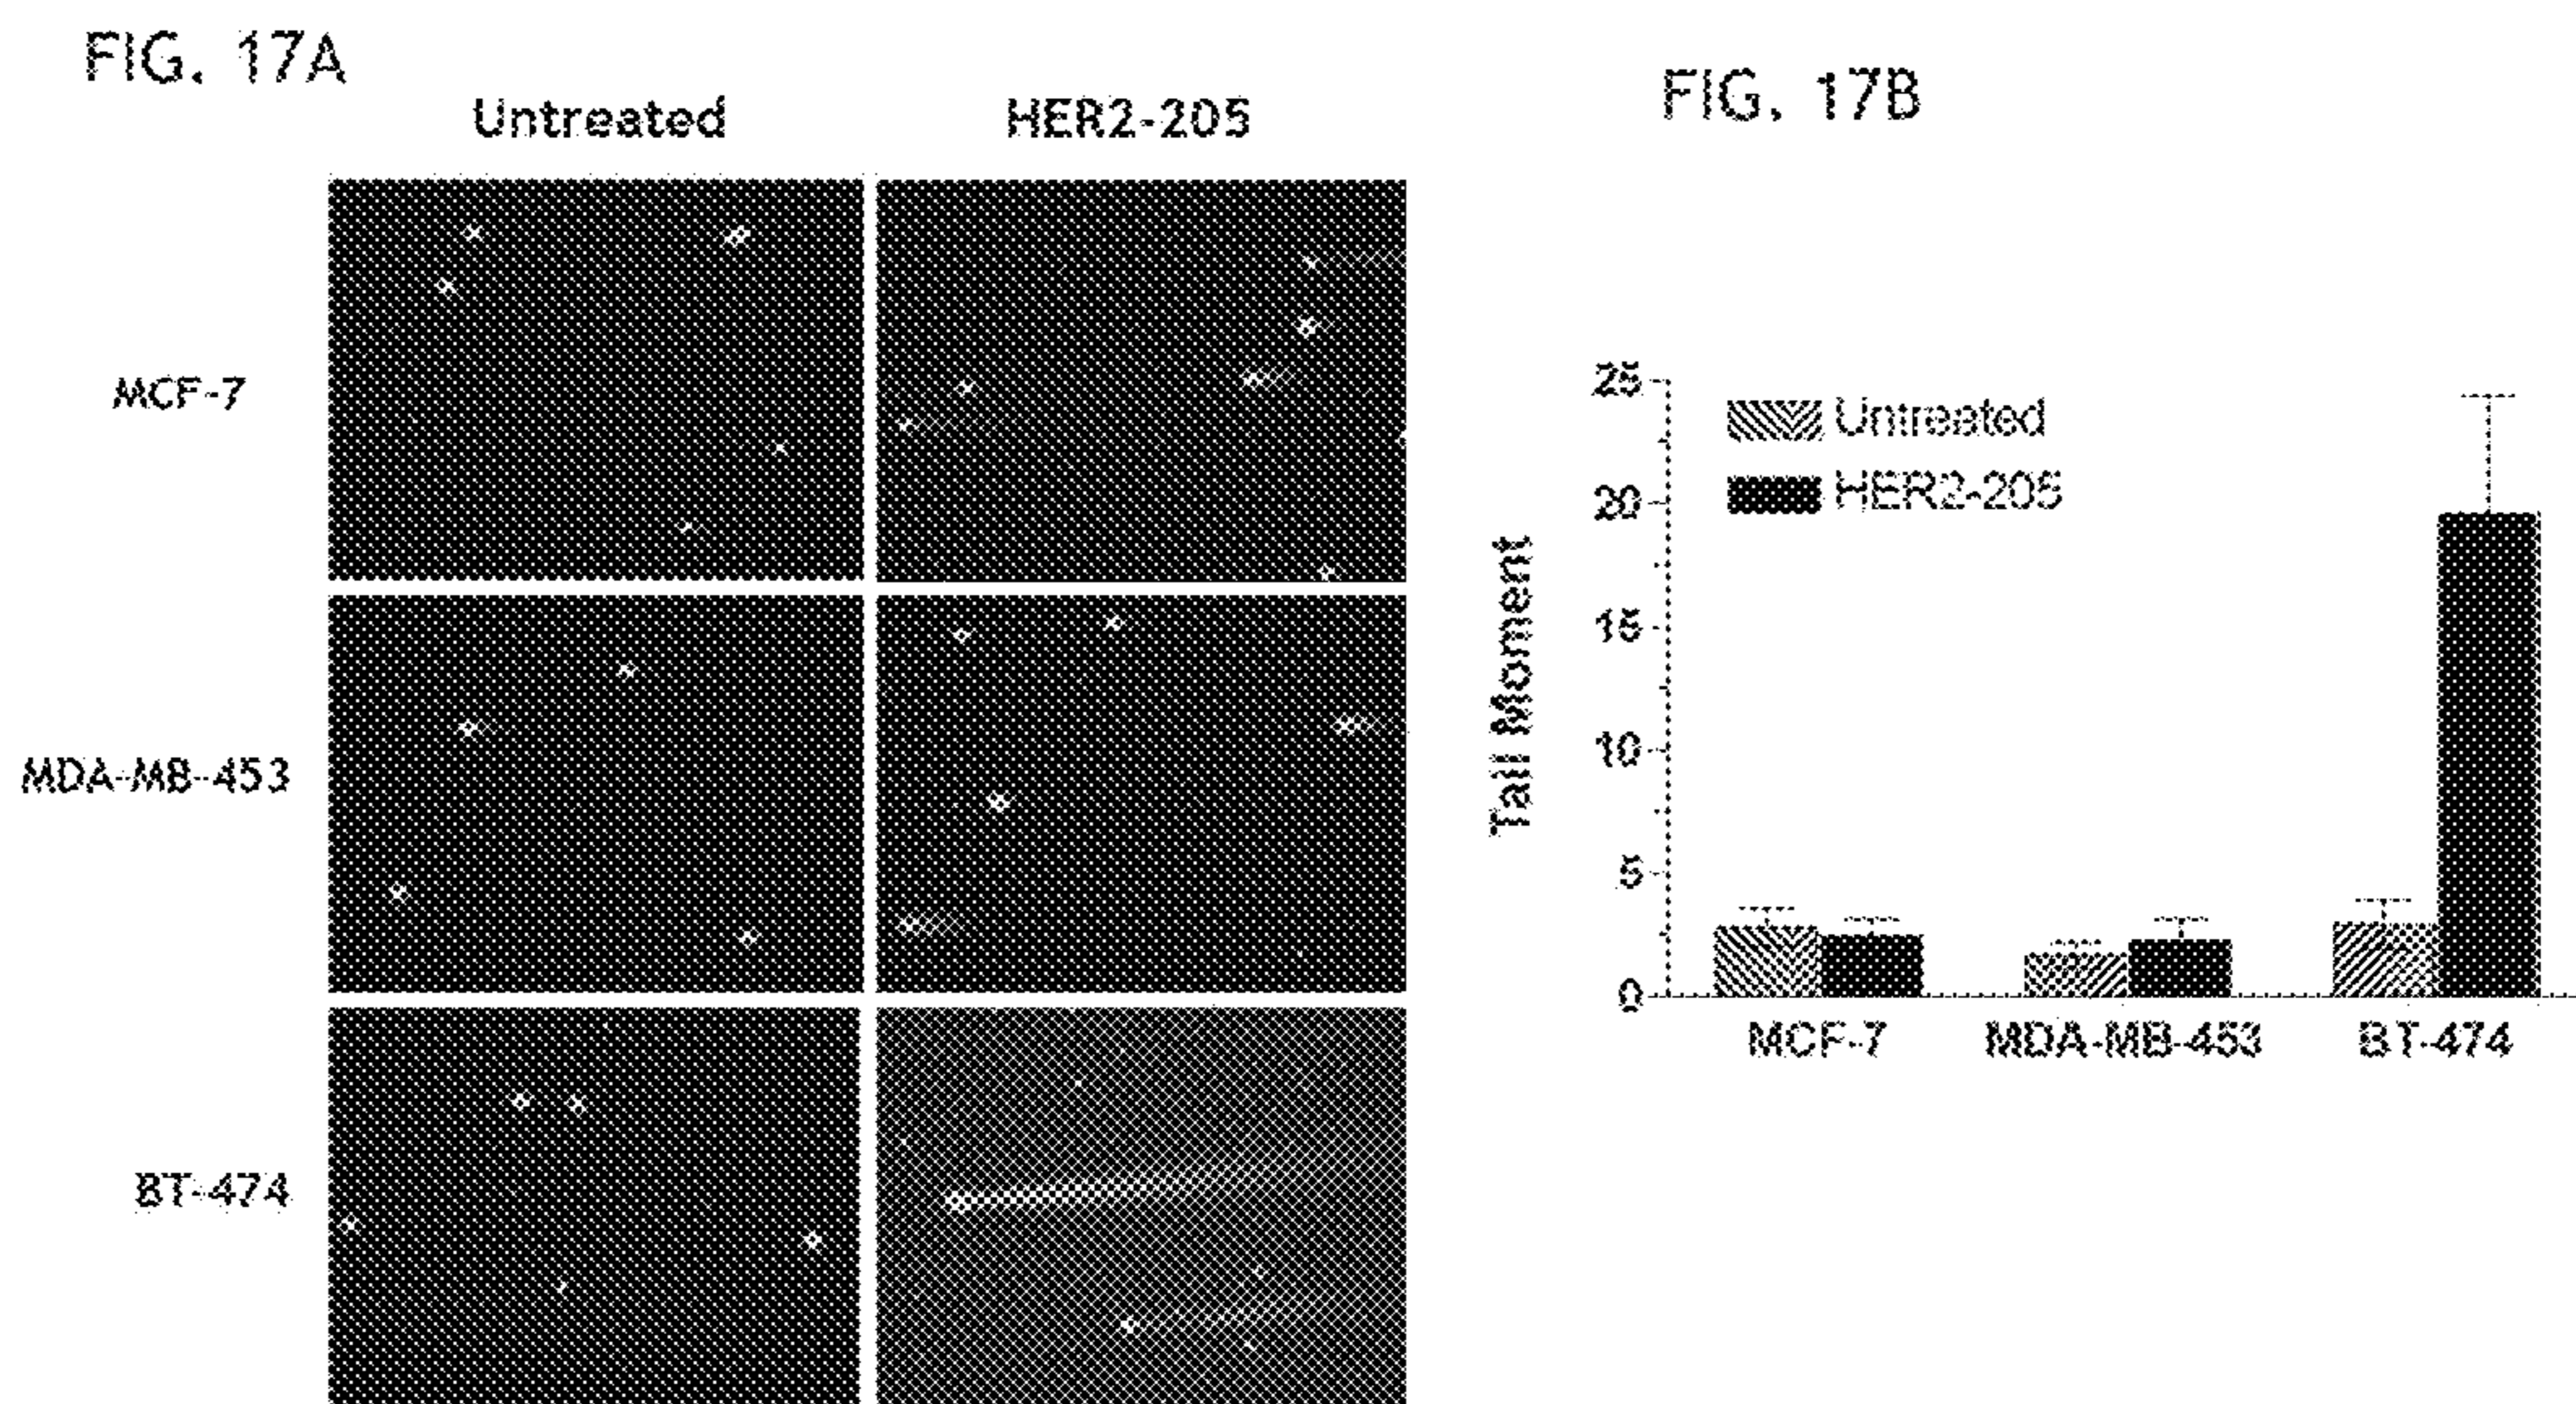 FIG. 17A
Untreated
HER2-205
MCF-7
MDA-MB-453
BT-474
FIG. 17B
Tail Moment
25
20
15
10
5
0
Untreated
HER2-205
MCF-7
MDA-MB-453
BT-474